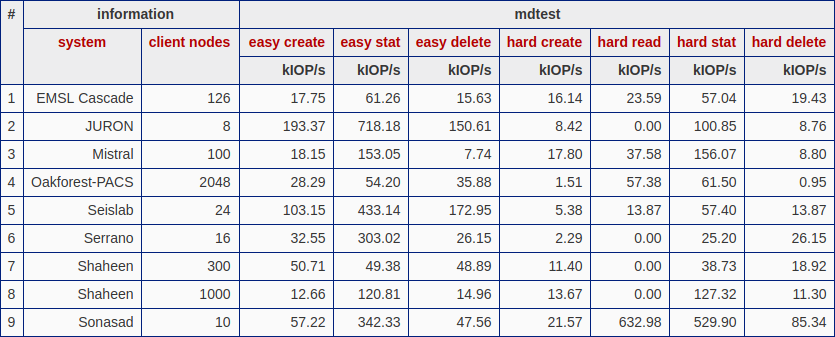 # information mdtest
system client nodes easy create easy stat easy delete hard create hard read hard stat hard delete
kIOP/s kIOP/s kIOP/s kIOP/s kIOP/s kIOP/s kIOP/s
1 EMSL Cascade 126 17.75 61.26 15.63 16.14 23.59 57.04 19.43
2 JURON 8 193.37 718.18 150.61 8.42 0.00 100.85 8.76
3 Mistral 100 18.15 153.05 7.74 17.80 37.58 156.07 8.80
4 Oakforest-PACS 2048 28.29 54.20 35.88 1.51 57.38 61.50 0.95
5 Seislab 24 103.15 433.14 172.95 5.38 13.87 57.40 13.87
6 Serrano 16 32.55 303.02 26.15 2.29 0.00 25.20 26.15
7 Shaheen 300 50.71 49.38 48.89 11.40 0.00 38.73 18.92
8 Shaheen 1000 12.66 120.81 14.96 13.67 0.00 127.32 11.30
9 Sonasad 10 57.22 342.33 47.56 21.57 632.98 529.90 85.34